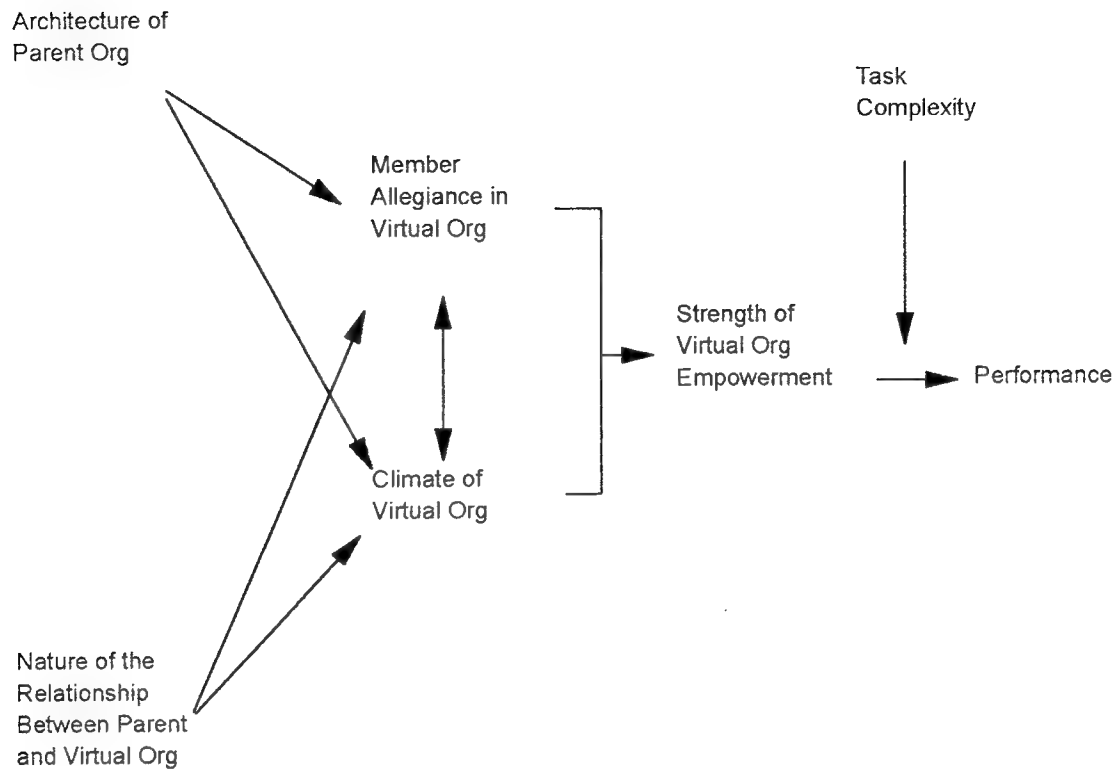 Architecture of
Parent Org
Task
Complexity
Member
Allegiance in
Virtual Org
Strength of
Virtual Org
Empowerment
Performance
Climate of
Virtual Org
Nature of the
Relationship
Between Parent
and Virtual Org